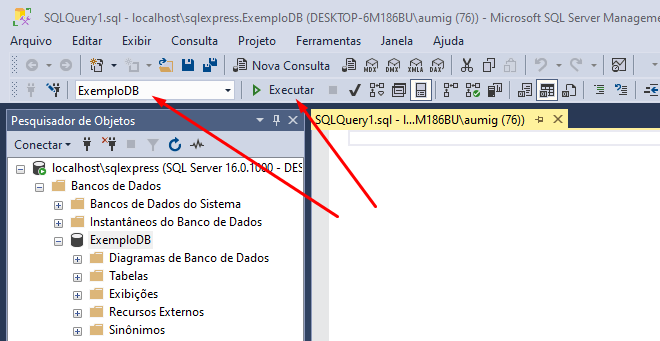 SQLQuery1.sql - localhost\sqlexpress.ExemploDB (DESKTOP-6M186BU\aumig (76)) - Microsoft SQL Server Managem
Arquivo Editar Exibir Consulta Projeto Ferramentas Janela Ajuda
Nova Consulta MDX DMX XMLA DAX
ExemploDB Executar
Pesquisador de Objetos
SQLQuery1.sql - l...M186BU\aumig (76))
Conectar
localhost\sqlexpress (SQL Server 16.0.1000 - DES
Bancos de Dados
Bancos de Dados do Sistema
Instantâneos do Banco de Dados
ExemploDB
Diagramas de Banco de Dados
Tabelas
Exibições
Recursos Externos
Sinônimos